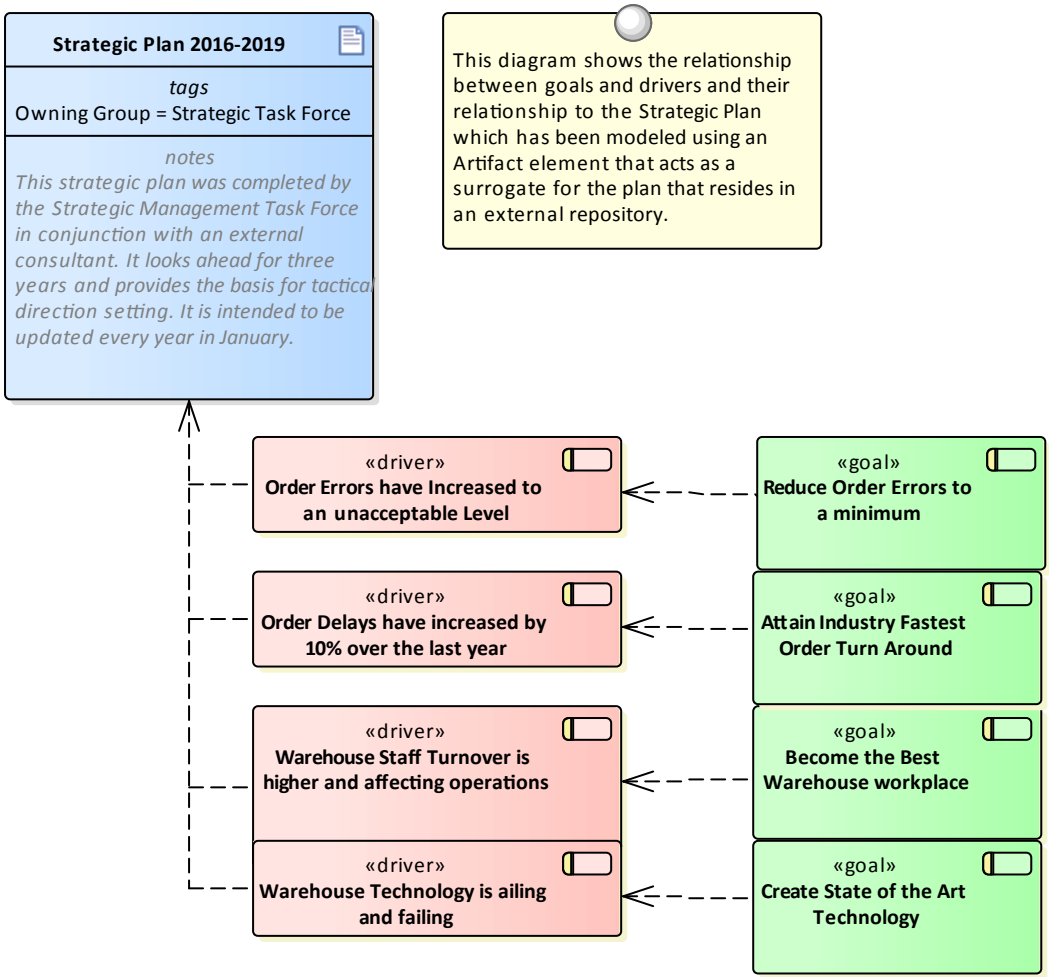 Strategic Plan 2016-2019
tags
Owning Group = Strategic Task Force
notes
This strategic plan was completed by
the Strategic Management Task Force
in conjunction with an external
consultant. It looks ahead for three
years and provides the basis for tactical
direction setting. It is intended to be
updated every year in January.
This diagram shows the relationship
between goals and drivers and their
relationship to the Strategic Plan
which has been modeled using an
Artifact element that acts as a
surrogate for the plan that resides in
an external repository.
«driver»
Order Errors have Increased to
an unacceptable Level
«goal»
Reduce Order Errors to
a minimum
«driver»
Order Delays have increased by
10% over the last year
«goal»
Attain Industry Fastest
Order Turn Around
«driver»
Warehouse Staff Turnover is
higher and affecting operations
«goal»
Become the Best
Warehouse workplace
«driver»
Warehouse Technology is ailing
and failing
«goal»
Create State of the Art
Technology